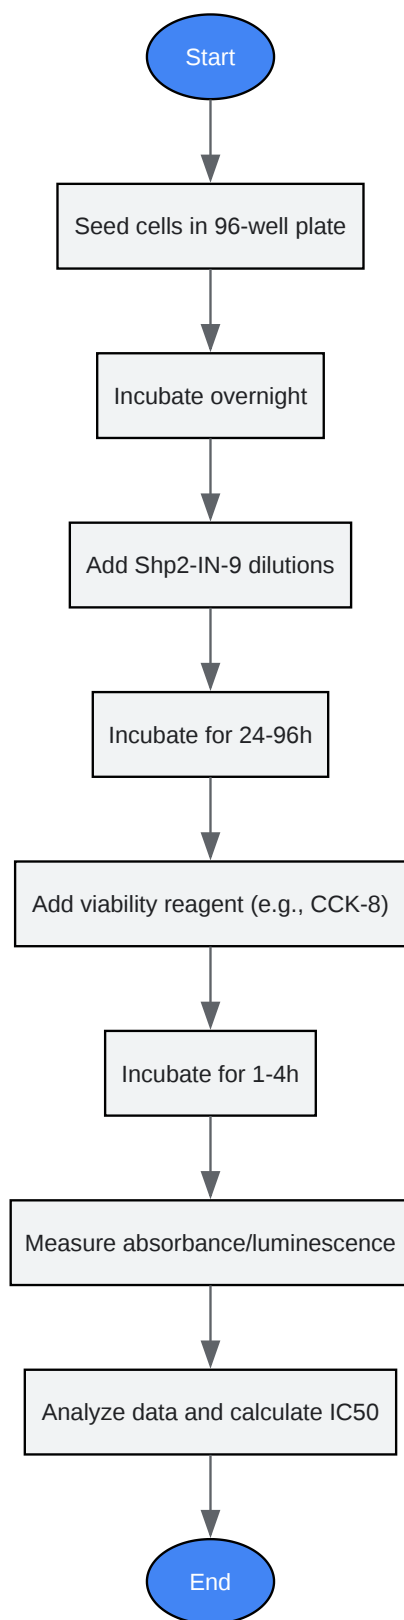 Start
Seed cells in 96-well plate
Incubate overnight
Add Shp2-IN-9 dilutions
Incubate for 24-96h
Add viability reagent (e.g., CCK-8)
Incubate for 1-4h
Measure absorbance/luminescence
Analyze data and calculate IC50
End